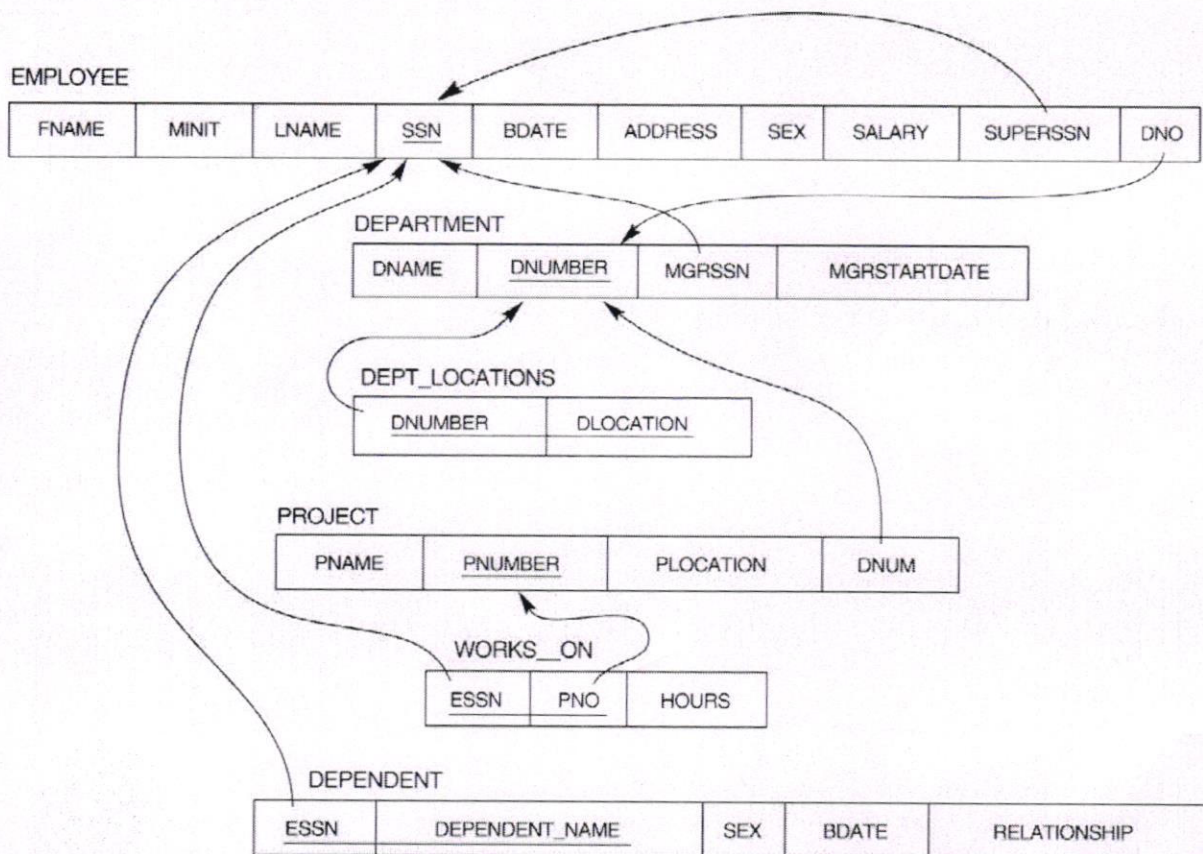 EMPLOYEE
FNAME MINIT LNAME SSN BDATE ADDRESS SEX SALARY SUPERSSN DNO
DEPARTMENT
DNAME DNUMBER MGRSSN MGRSTARTDATE
DEPT_LOCATIONS
DNUMBER DLOCATION
PROJECT
PNAME PNUMBER PLOCATION DNUM
WORKS__ON
ESSN PNO HOURS
DEPENDENT
ESSN DEPENDENT_NAME SEX BDATE RELATIONSHIP